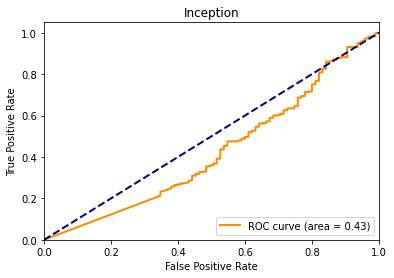 Inception
True Positive Rate
1.0
0.8
0.6
0.4
0.2
0.0
ROC curve (area = 0.43)
0.0 0.2 0.4 0.6 0.8 1.0
False Positive Rate